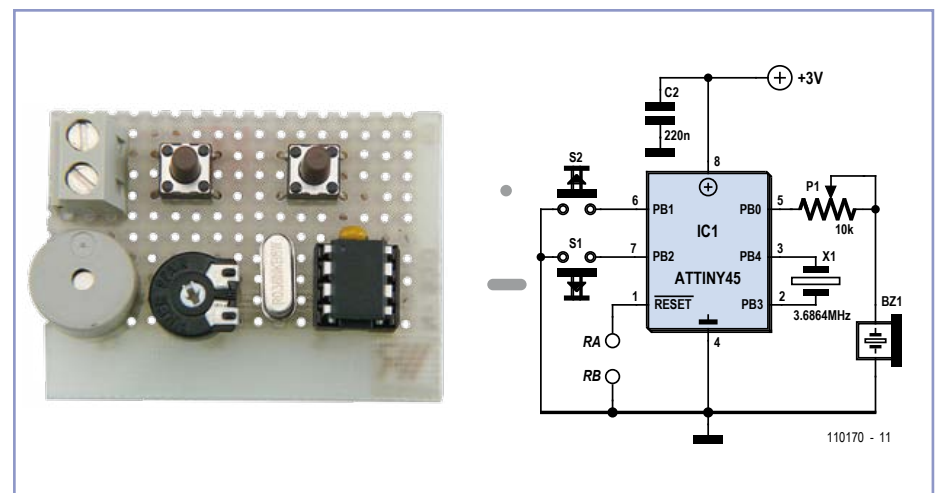 +3V
C2
220n
S2
8
P1
6
PB1
PB0
5
10k
IC1
S1
7
PB2
PB4
3
X1
ATTINY45
1
RESET
PB3
2
3.6864MHz
BZ1
RA
4
RB
110170 - 11